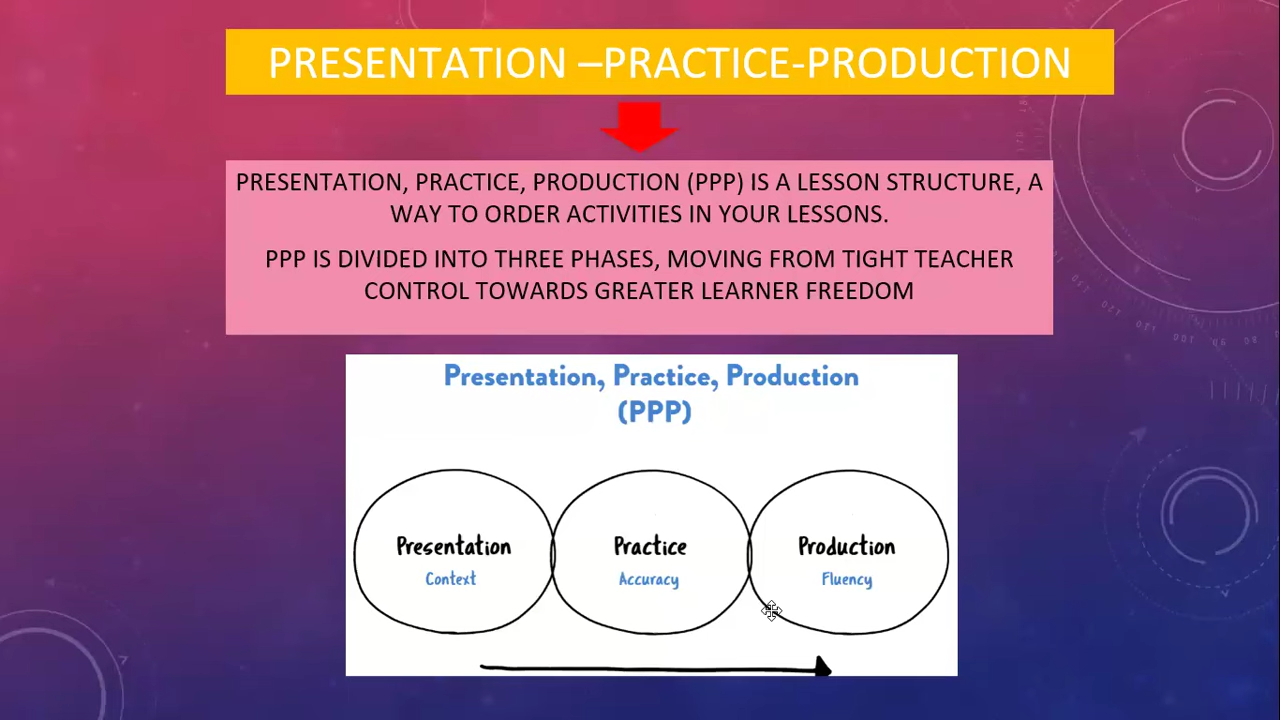 PRESENTATION –PRACTICE-PRODUCTION
PRESENTATION, PRACTICE, PRODUCTION (PPP) IS A LESSON STRUCTURE, A
WAY TO ORDER ACTIVITIES IN YOUR LESSONS.
PPP IS DIVIDED INTO THREE PHASES, MOVING FROM TIGHT TEACHER
CONTROL TOWARDS GREATER LEARNER FREEDOM
Presentation, Practice, Production
(PPP)
Presentation
Context
Practice
Accuracy
Production
Fluency